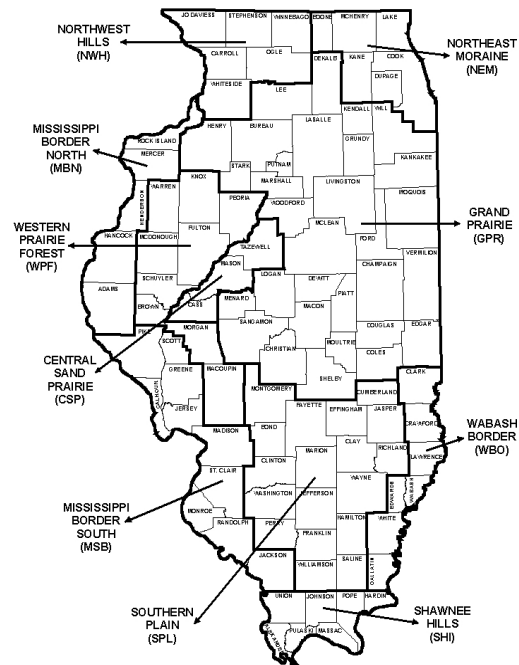 JO DAVIESS STEPHENSON WINNEBAGO BOONE MCHENRY LAKE
NORTHWEST
HILLS
(NWH)
NORTHEAST
MORAINE
(NEM)
CARROLL OGLE DEKALB KANE COOK
DUPAGE
WHITESIDE LEE
KENDALL WILL
LASALLE
MISSISSIPPI
BORDER
NORTH
(MBN)
ROCK ISLAND HENRY BUREAU
MERCER GRUNDY
PUTNAM KANKAKEE
STARK
MARSHALL
KNOX LIVINGSTON
HENDERSON WARREN PEORIA IROQUOIS
WOODFORD
GRAND
PRAIRIE
(GPR)
WESTERN
PRAIRIE
FOREST
(WPF)
HANCOCK MCDONOUGH FULTON MCLEAN FORD
TAZEWELL
MASON VERMILION
CHAMPAIGN
SCHUYLER LOGAN DEWITT
ADAMS MENARD PIATT
BROWN CASS MACON
SANGAMON
PIKE MORGAN DOUGLAS EDGAR
SCOTT CHRISTIAN MOULTRIE
COLES
CENTRAL
SAND
PRAIRIE
(CSP)
GREENE MACOUPIN SHELBY CLARK
MONTGOMERY CUMBERLAND
CALHOUN JERSEY FAYETTE EFFINGHAM JASPER CRAWFORD
WABASH
BORDER
(WBO)
BOND
MADISON CLAY RICHLAND LAWRENCE
MARION
CLINTON
ST. CLAIR WAYNE EDWARDS WABASH
WASHINGTON JEFFERSON
MISSISSIPPI
BORDER
SOUTH
(MSB)
MONROE RANDOLPH PERRY HAMILTON WHITE
FRANKLIN
JACKSON WILLIAMSON SALINE GALLATIN
UNION JOHNSON POPE HARDIN
SOUTHERN
PLAIN
(SPL)
SHAWNEE
HILLS
(SHI)
ALEXANDER PULASKI MASSAC